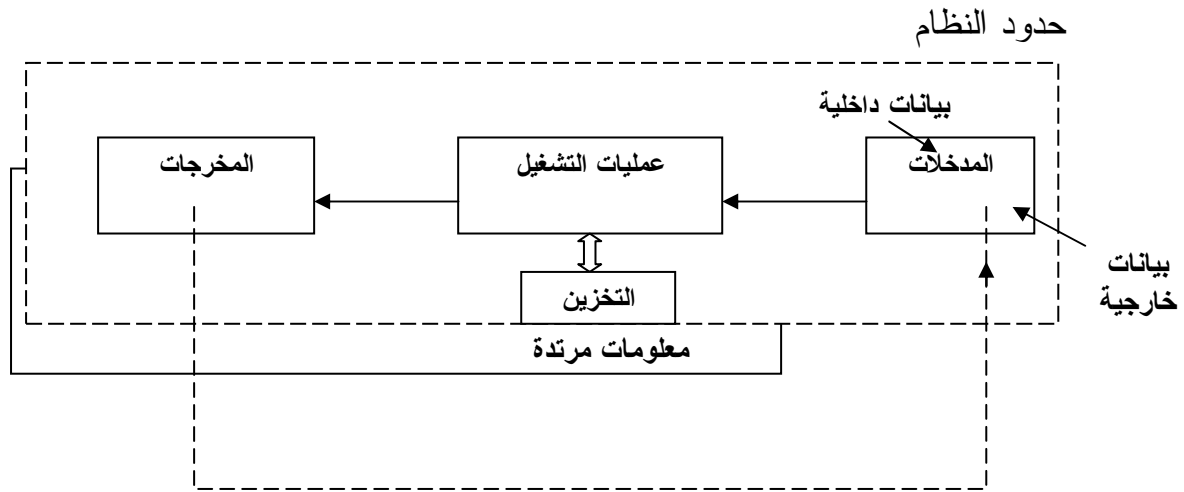 حدود النظام
بيانات داخلية
المدخلات
عمليات التشغيل
المخرجات
بيانات
خارجية
التخزين
معلومات مرتدة